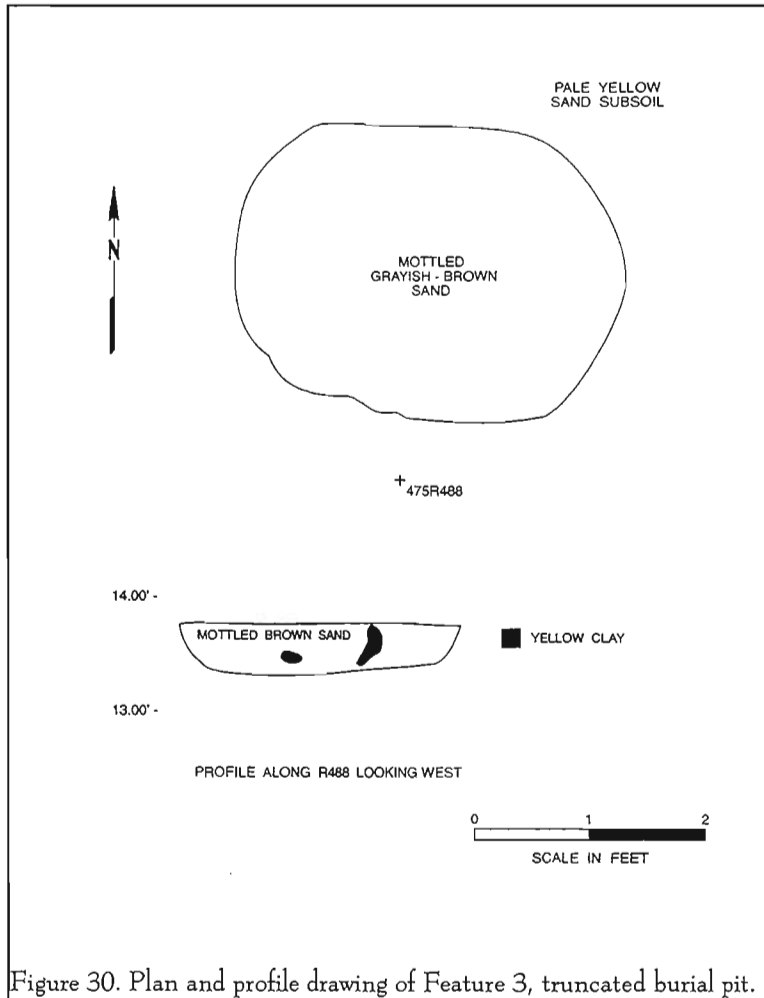 PALE YELLOW
SAND SUBSOIL
N
MOTTLED
GRAYISH - BROWN
SAND
+ 475R488
14.00' -
MOTTLED BROWN SAND
YELLOW CLAY
13.00' -
PROFILE ALONG R488 LOOKING WEST
0 1 2
SCALE IN FEET
Figure 30. Plan and profile drawing of Feature 3, truncated burial pit.